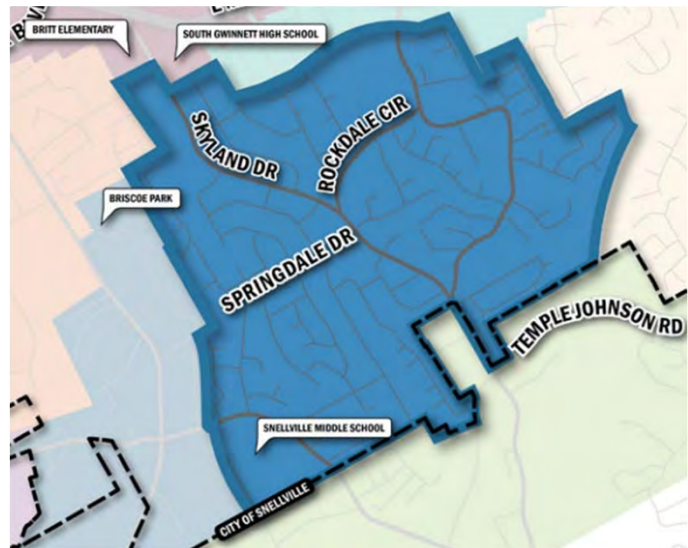 BRITT ELEMENTARY
SOUTH GWINNETT HIGH SCHOOL
SKYLAND DR
ROCKDALE CIR
BRISCOE PARK
SPRINGDALE DR
TEMPLE JOHNSON RD
SNELLVILLE MIDDLE SCHOOL
CITY OF SNELLVILLE